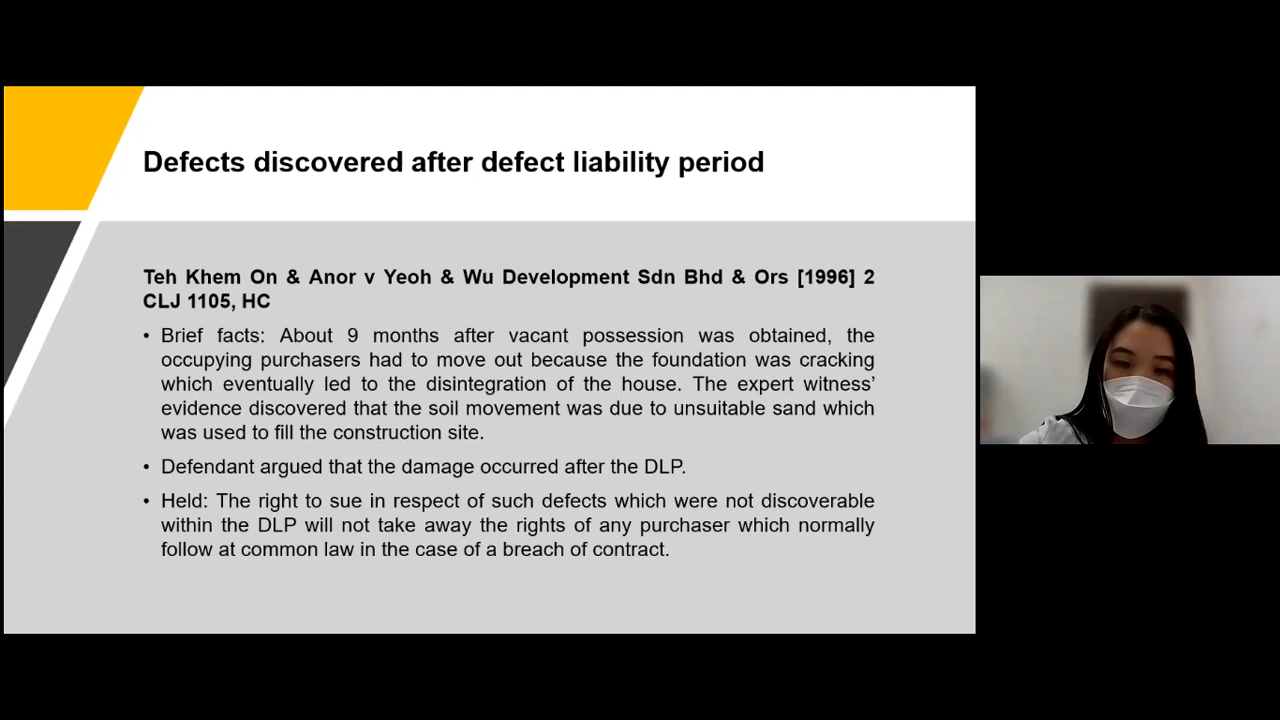 Defects discovered after defect liability period
Teh Khem On & Anor v Yeoh & Wu Development Sdn Bhd & Ors [1996] 2
CLJ 1105, HC
• Brief facts: About 9 months after vacant possession was obtained, the
occupying purchasers had to move out because the foundation was cracking
which eventually led to the disintegration of the house. The expert witness’
evidence discovered that the soil movement was due to unsuitable sand which
was used to fill the construction site.
• Defendant argued that the damage occurred after the DLP.
• Held: The right to sue in respect of such defects which were not discoverable
within the DLP will not take away the rights of any purchaser which normally
follow at common law in the case of a breach of contract.